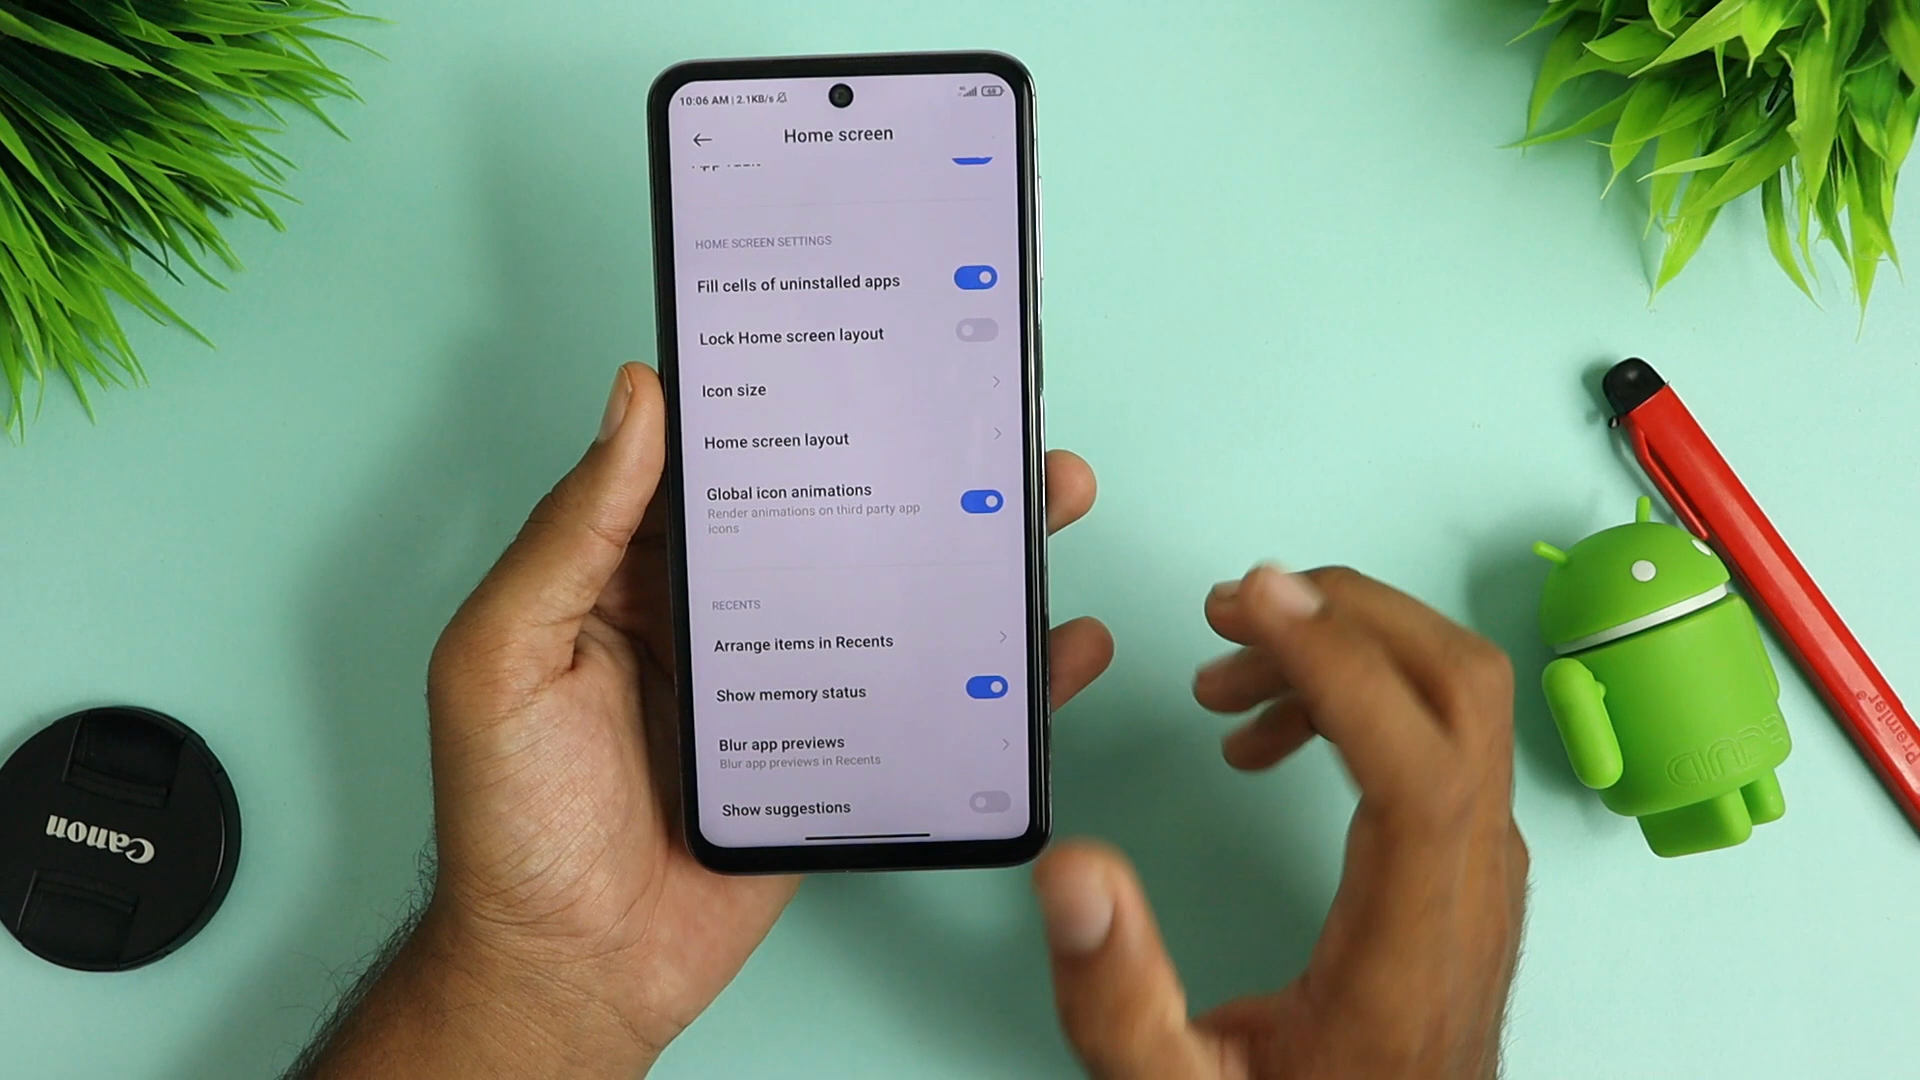 10:06 AM | 2.1KB/s
68
Home screen
HOME SCREEN SETTINGS
Fill cells of uninstalled apps
Lock Home screen layout
Icon size
Home screen layout
Global icon animations
Render animations on third party app
icons
RECENTS
Arrange items in Recents
Show memory status
Blur app previews
Blur app previews in Recents
Show suggestions
Canon
Premier